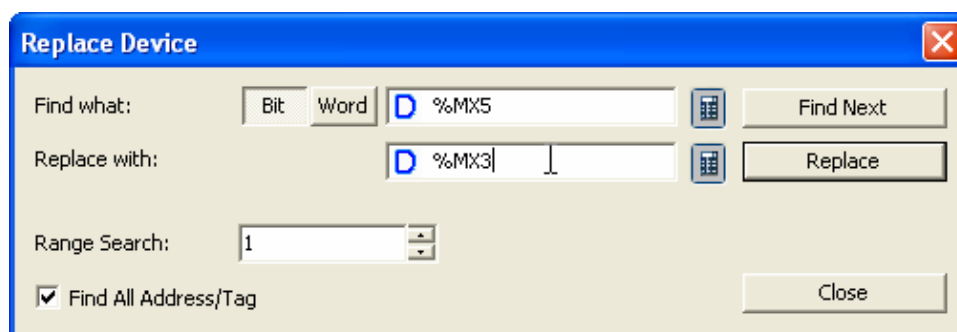 Replace Device
Find what: Bit Word D %MX5 Find Next
Replace with: D %MX3 Replace
Range Search: 1
Find All Address/Tag Close